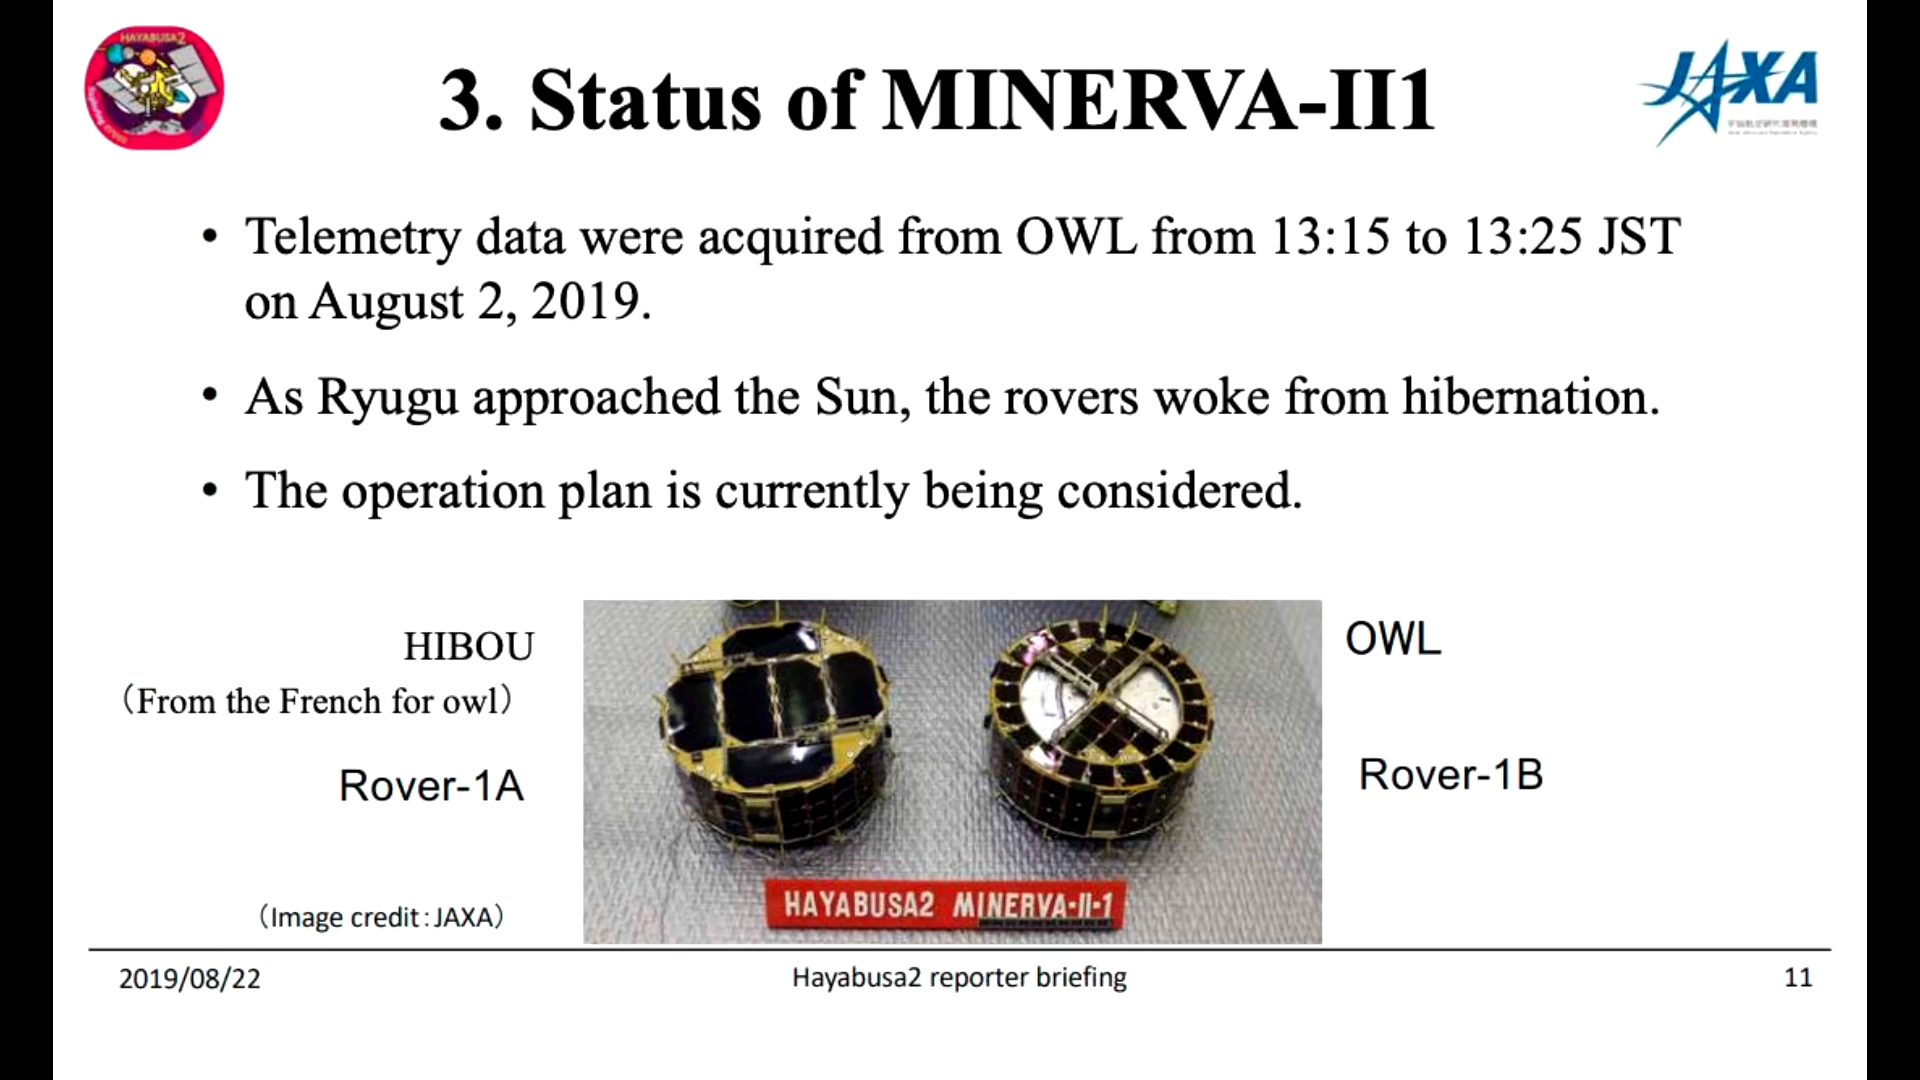 HAYABUSA2
JAXA
3. Status of MINERVA-II1
• Telemetry data were acquired from OWL from 13:15 to 13:25 JST
on August 2, 2019.
• As Ryugu approached the Sun, the rovers woke from hibernation.
• The operation plan is currently being considered.
HIBOU
（From the French for owl）
Rover-1A
（Image credit：JAXA）
HAYABUSA2 MINERVA-II-1
OWL
Rover-1B
2019/08/22
Hayabusa2 reporter briefing
11